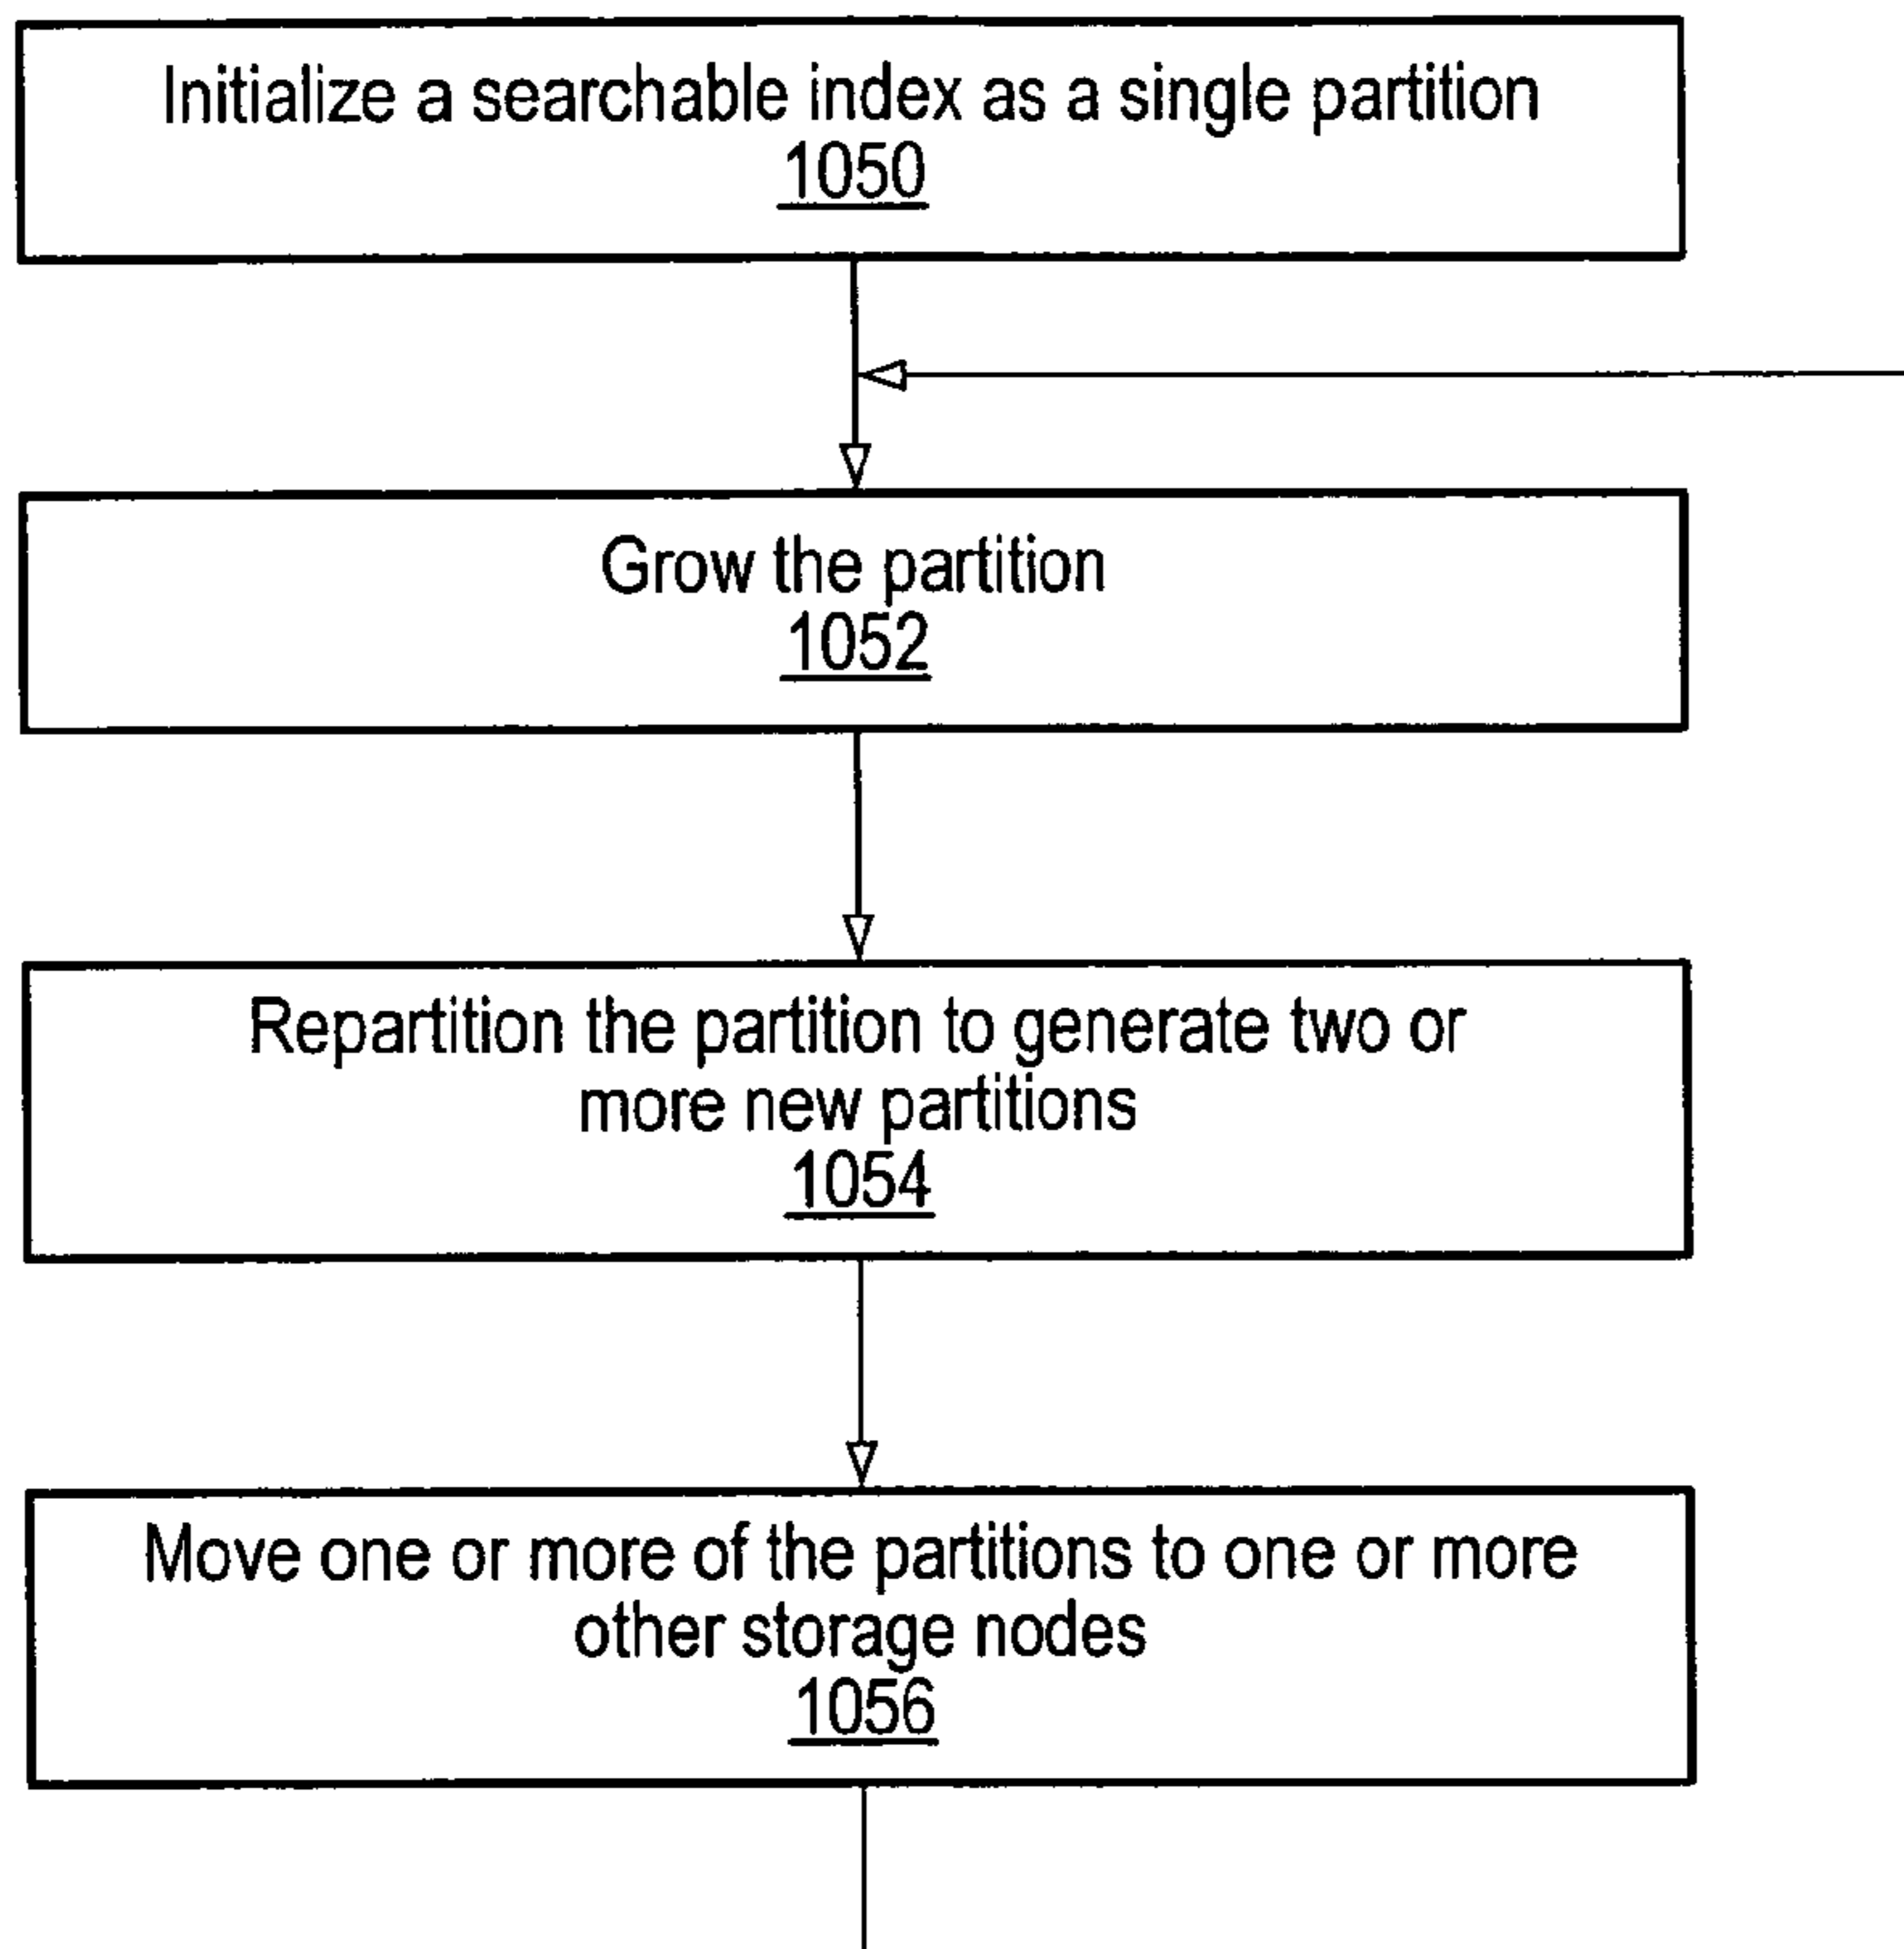 Initialize a searchable index as a single partition
1050
Grow the partition
1052
Repartition the partition to generate two or
more new partitions
1054
Move one or more of the partitions to one or more
other storage nodes
1056